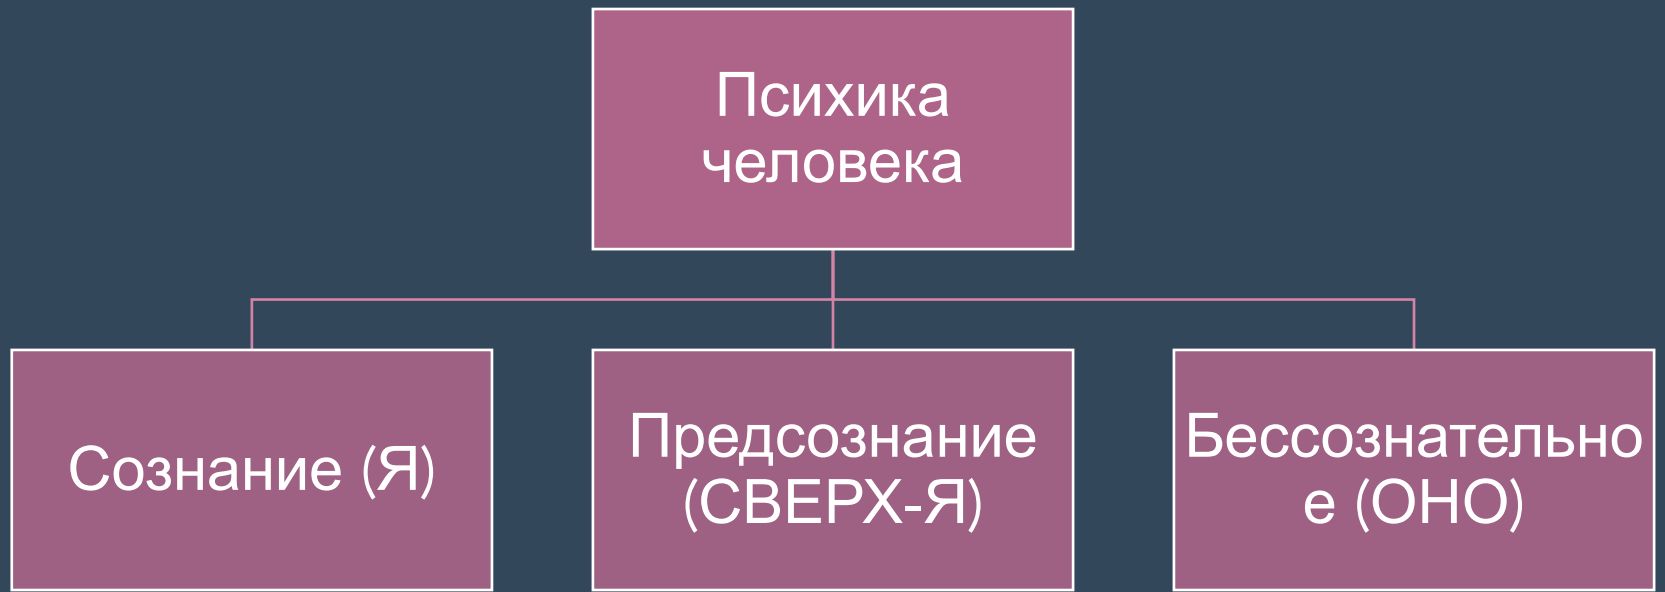 Психика
человека
Сознание (Я)
Предсознание
(СВЕРХ-Я)
Бессознательно
е (ОНО)